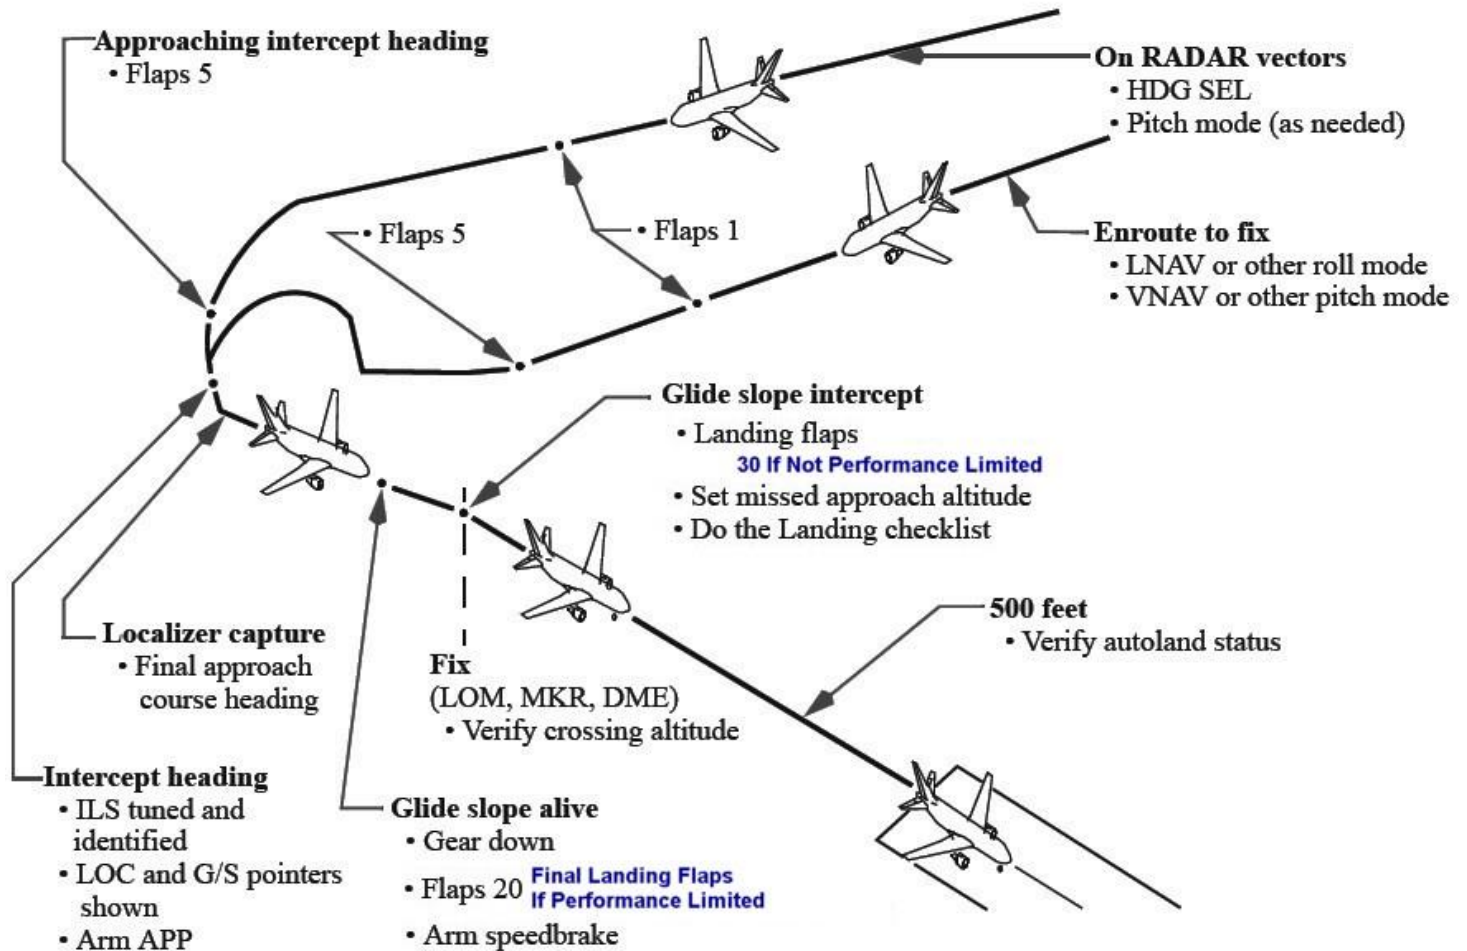 Approaching intercept heading
• Flaps 5
On RADAR vectors
• HDG SEL
• Pitch mode (as needed)
• Flaps 5
• Flaps 1
Enroute to fix
• LNAV or other roll mode
• VNAV or other pitch mode
Glide slope intercept
• Landing flaps
30 If Not Performance Limited
• Set missed approach altitude
• Do the Landing checklist
500 feet
• Verify autoland status
Localizer capture
• Final approach
course heading
Fix
(LOM, MKR, DME)
• Verify crossing altitude
Intercept heading
• ILS tuned and
identified
• LOC and G/S pointers
shown
• Arm APP
Glide slope alive
• Gear down
• Flaps 20
Final Landing Flaps
If Performance Limited
• Arm speedbrake